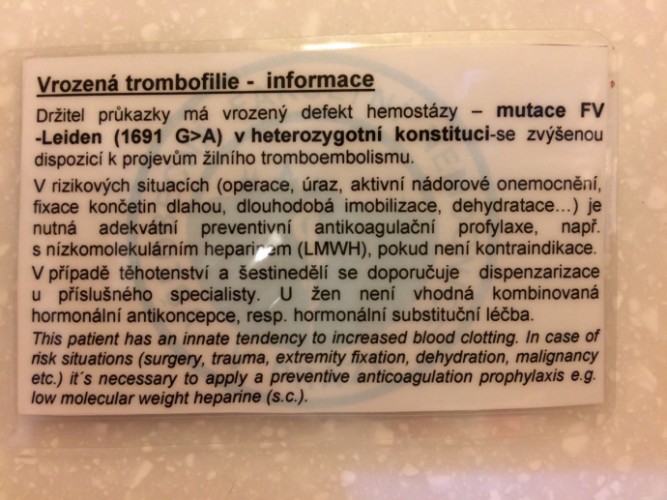 Vrozená trombofilie - informace
Držitel průkazky má vrozený defekt hemostázy – mutace FV
-Leiden (1691 G>A) v heterozygotní konstituci-se zvýšenou
dispozicí k projevům žilního tromboembolismu.
V rizikových situacích (operace, úraz, aktivní nádorové onemocnění,
fixace končetin dlahou, dlouhodobá imobilizace, dehydratace…) je
nutná adekvátní preventivní antikoagulační profylaxe, např.
s nízkomolekulárním heparinem (LMWH), pokud není kontraindikace.
V případě těhotenství a šestinedělí se doporučuje dispenzarizace
u příslušného specialisty. U žen není vhodná kombinovaná
hormonální antikoncepce, resp. hormonální substituční léčba.
This patient has an innate tendency to increased blood clotting. In case of
risk situations (surgery, trauma, extremity fixation, dehydration, malignancy
etc.) it´s necessary to apply a preventive anticoagulation prophylaxis e.g.
low molecular weight heparine (s.c.).